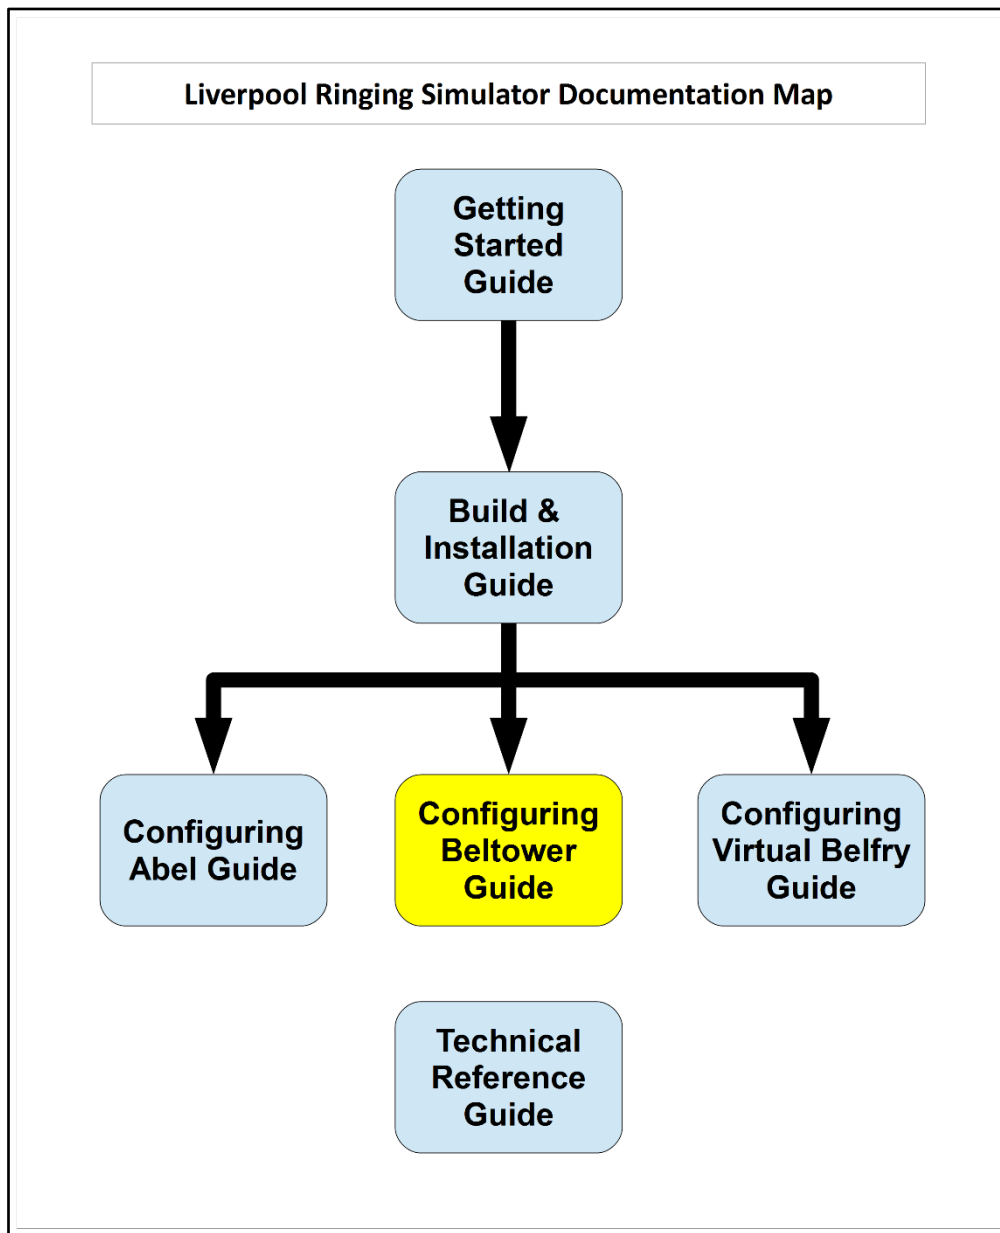 Liverpool Ringing Simulator Documentation Map
Getting
Started
Guide
Build &
Installation
Guide
Configuring
Abel Guide
Configuring
Beltower
Guide
Configuring
Virtual Belfry
Guide
Technical
Reference
Guide